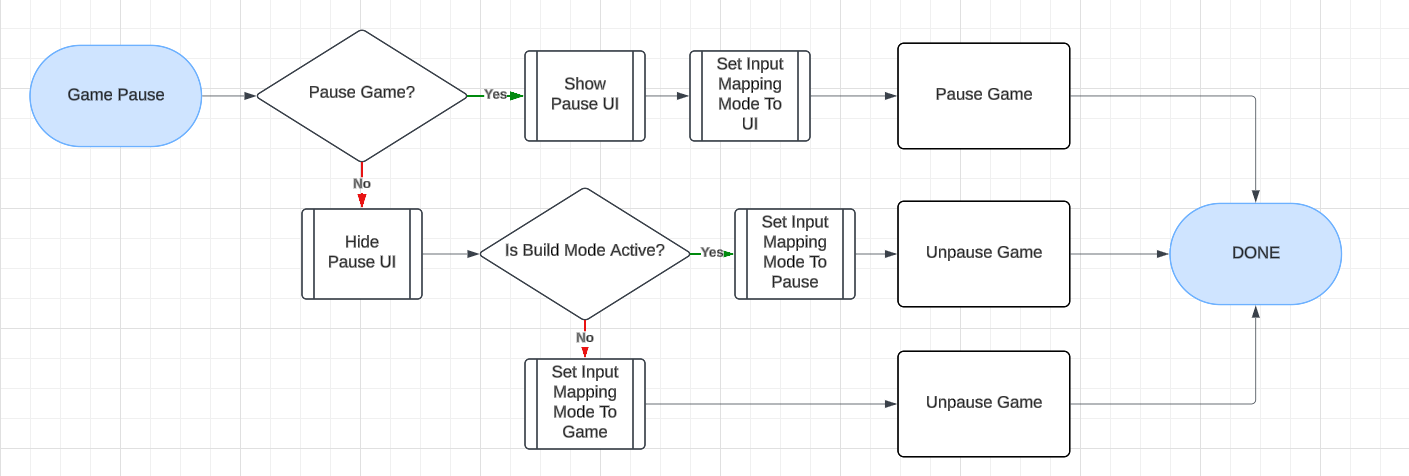 Game Pause
Pause Game?
Yes
Show
Pause UI
Set Input
Mapping
Mode To
UI
Pause Game
No
Hide
Pause UI
Is Build Mode Active?
Yes
Set Input
Mapping
Mode To
Pause
Unpause Game
DONE
No
Set Input
Mapping
Mode To
Game
Unpause Game